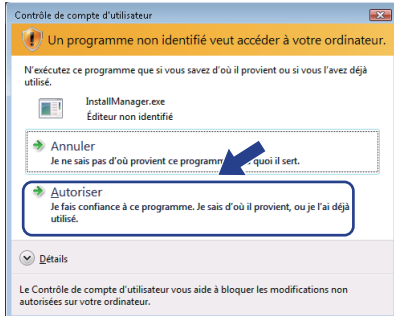 Contrôle de compte d'utilisateur
Un programme non identifié veut accéder à votre ordinateur.
N'exécutez ce programme que si vous savez d'où il provient ou si vous l'avez déjà
utilisé.
InstallManager.exe
Éditeur non identifié
Annuler
Je ne sais pas d'où provient ce programm quoi il sert.
Autoriser
Je fais confiance à ce programme. Je sais d'où il provient, ou je l'ai déjà
utilisé.
Détails
Le Contrôle de compte d'utilisateur vous aide à bloquer les modifications non
autorisées sur votre ordinateur.